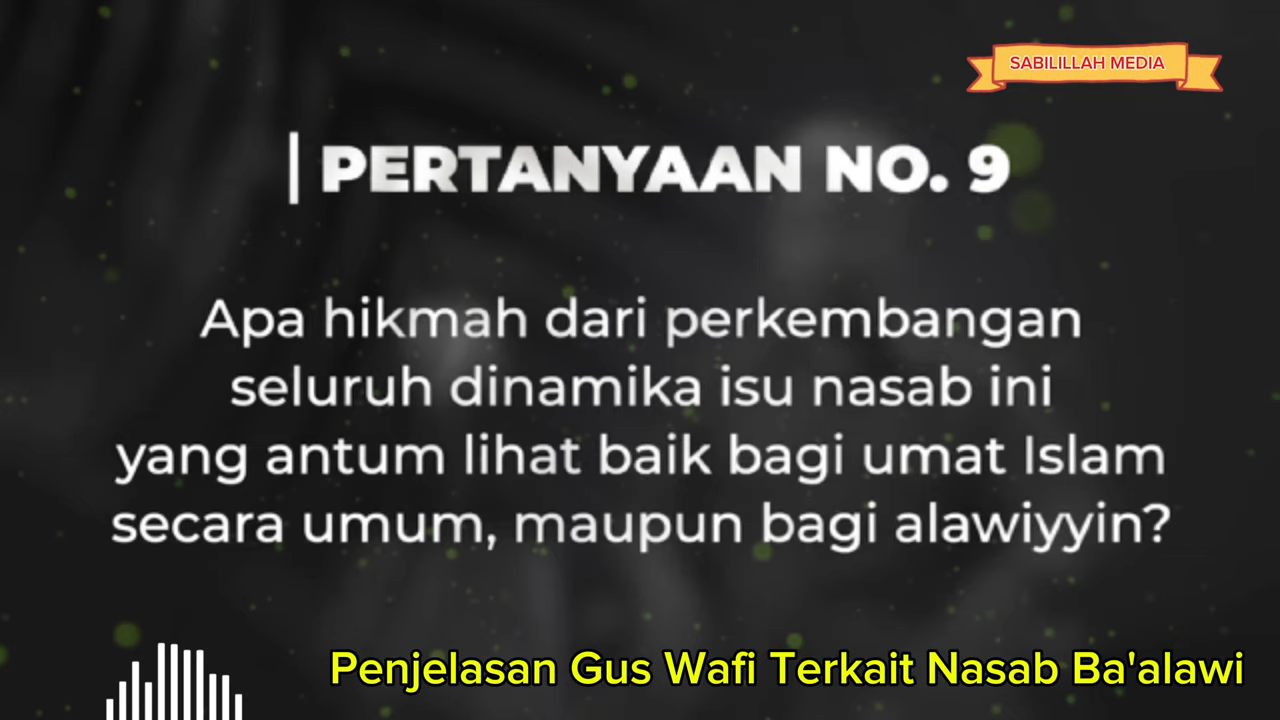 SABILILLAH MEDIA
| PERTANYAAN NO. 9
Apa hikmah dari perkembangan
seluruh dinamika isu nasab ini
yang antum lihat baik bagi umat Islam
secara umum, maupun bagi alawiyyin?
Penjelasan Gus Wafi Terkait Nasab Ba'alawi